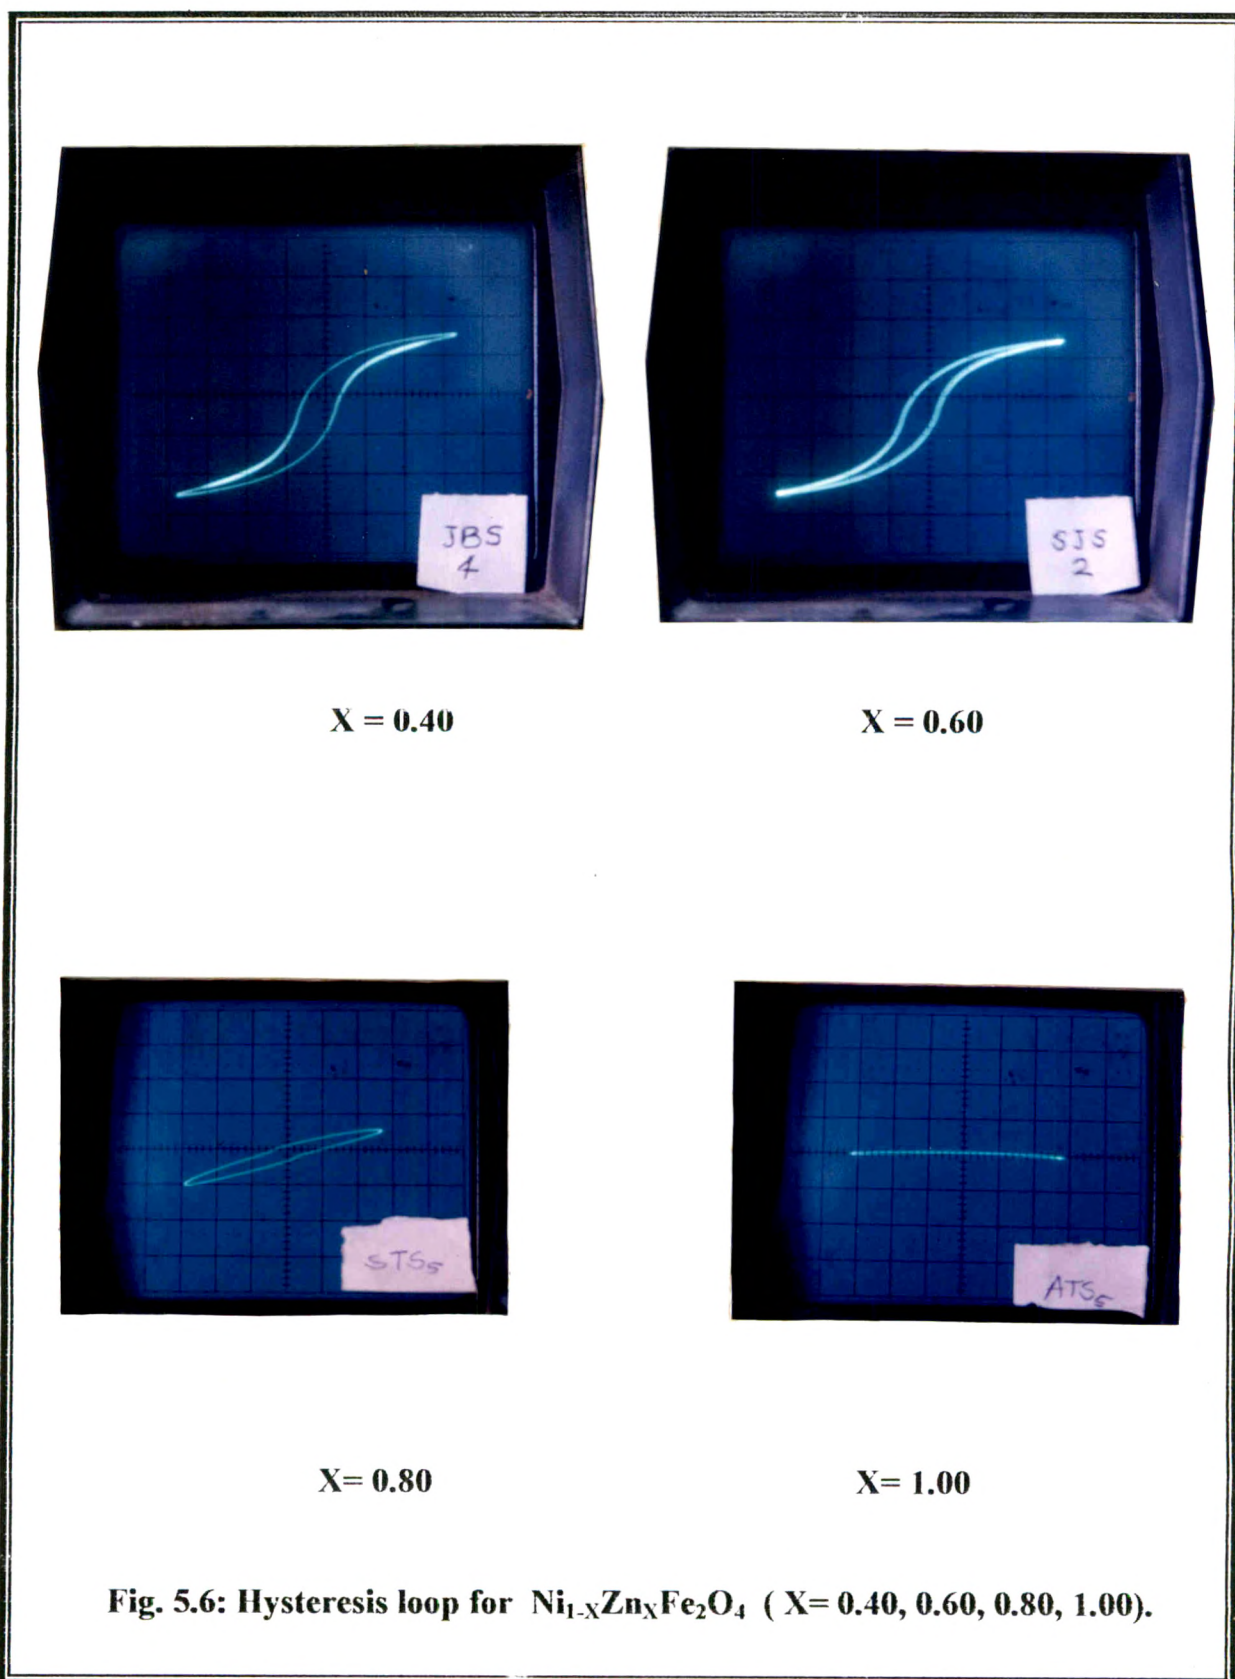 JBS
4
SJS
2
X = 0.40
X = 0.60
STS₅
ATS₅
X= 0.80
X= 1.00
Fig. 5.6: Hysteresis loop for Ni₁₋ₓZnₓFe₂O₄ ( X= 0.40, 0.60, 0.80, 1.00).